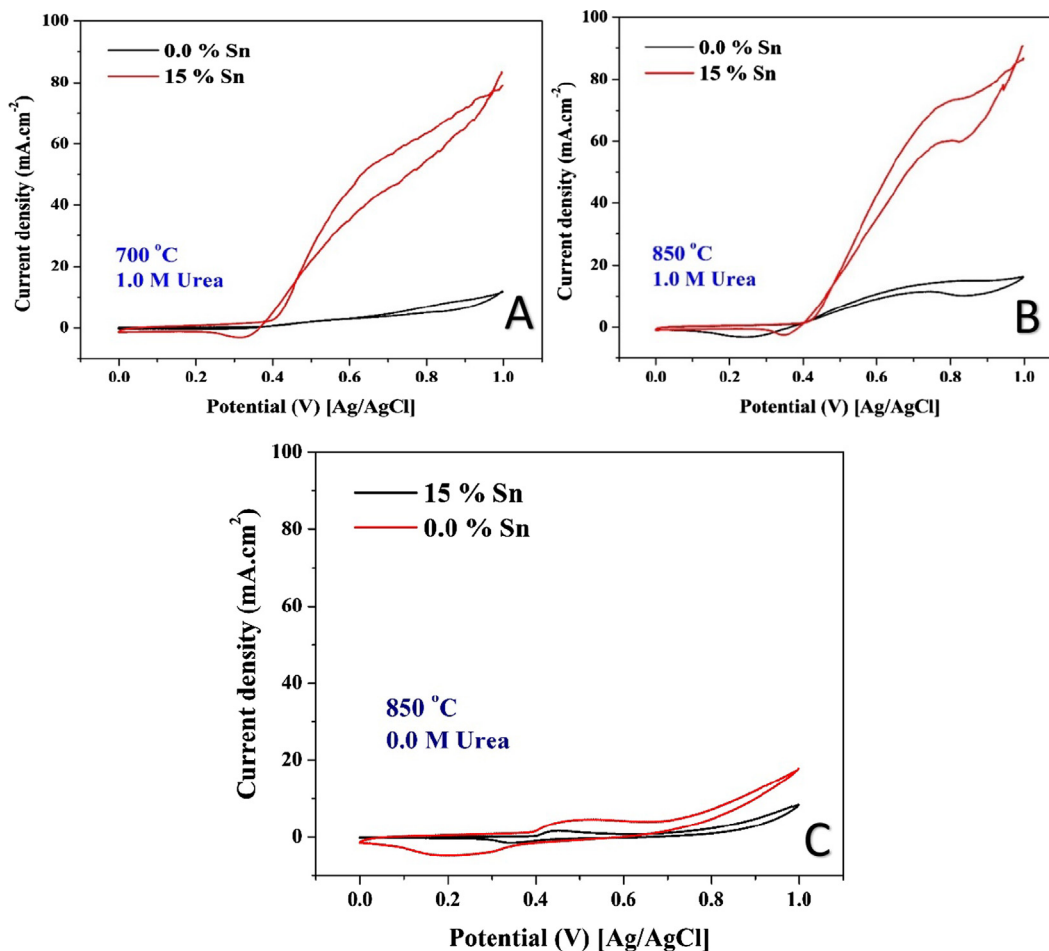 100
80
60
40
20
0
Current density (mA.cm-2)
0.0 % Sn
15 % Sn
700 oC
1.0 M Urea
A
0.0 0.2 0.4 0.6 0.8 1.0
Potential (V) [Ag/AgCl]
100
80
60
40
20
0
Current density (mA.cm-2)
0.0 % Sn
15 % Sn
850 oC
1.0 M Urea
B
0.0 0.2 0.4 0.6 0.8 1.0
Potential (V) [Ag/AgCl]
100
80
60
40
20
0
Current density (mA.cm2)
15 % Sn
0.0 % Sn
850 oC
0.0 M Urea
C
0.0 0.2 0.4 0.6 0.8 1.0
Potential (V) [Ag/AgCl]